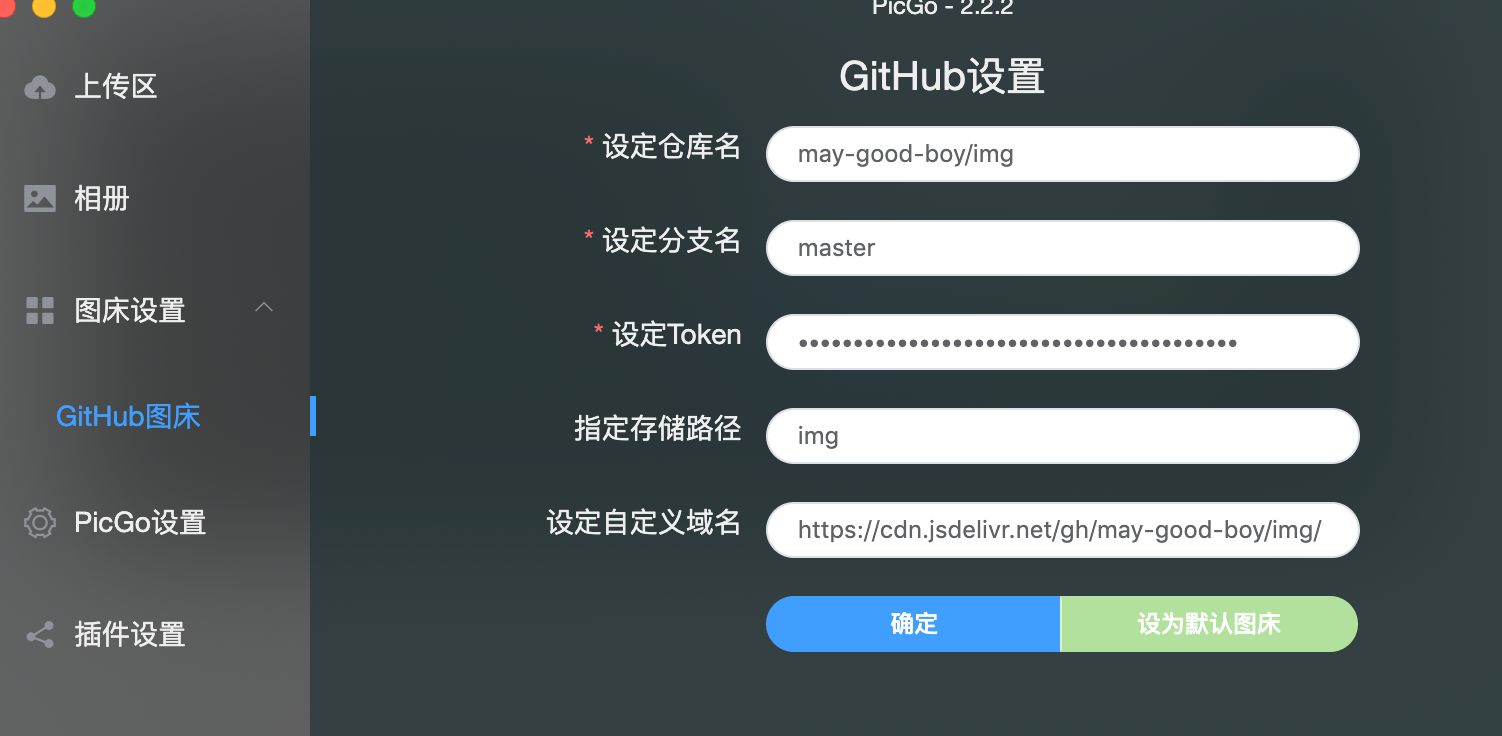 PicGo - 2.2.2
上传区
相册
图床设置
GitHub图床
PicGo设置
插件设置
GitHub设置
* 设定仓库名
may-good-boy/img
* 设定分支名
master
* 设定Token
••••••••••••••••••••••••••••••••••••••••
指定存储路径
img
设定自定义域名
https://cdn.jsdelivr.net/gh/may-good-boy/img/
确定
设为默认图床